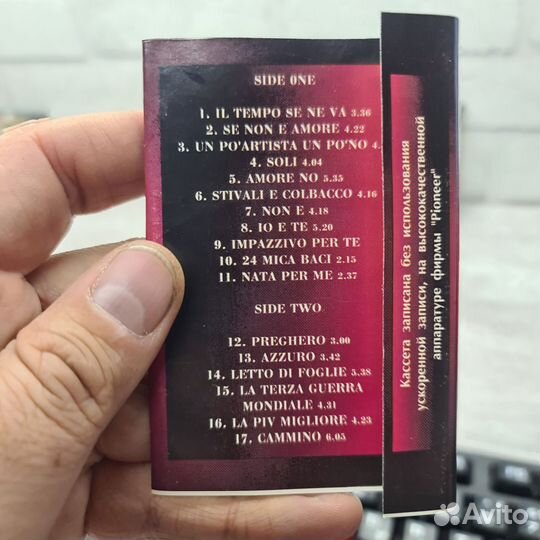 SIDE ONE
1. IL TEMPO SE NE VA 3.36
2. SE NON E AMORE 4.22
3. UN PO'ARTISTA UN PO'NO 4.
4. SOLI 4.04
5. AMORE NO 5.35
6. STIVALI E COLBACCO 4.16
7. NON E 4.18
8. IO E TE 5.20
9. IMPAZZIVO PER TE
10. 24 MICA BACI 2.15
11. NATA PER ME 2.37
SIDE TWO
12. PREGHERO 3.00
13. AZZURO 3.42
14. LETTO DI FOGLIE 5.38
15. LA TERZA GUERRA
MONDIALE 4.31
16. LA PIV MIGLIORE 4.23
17. CAMMINO 6.05
Кассета записана без использования
ускоренной записи, на высококачественной
аппаратуре фирмы "Pioneer"
Avito